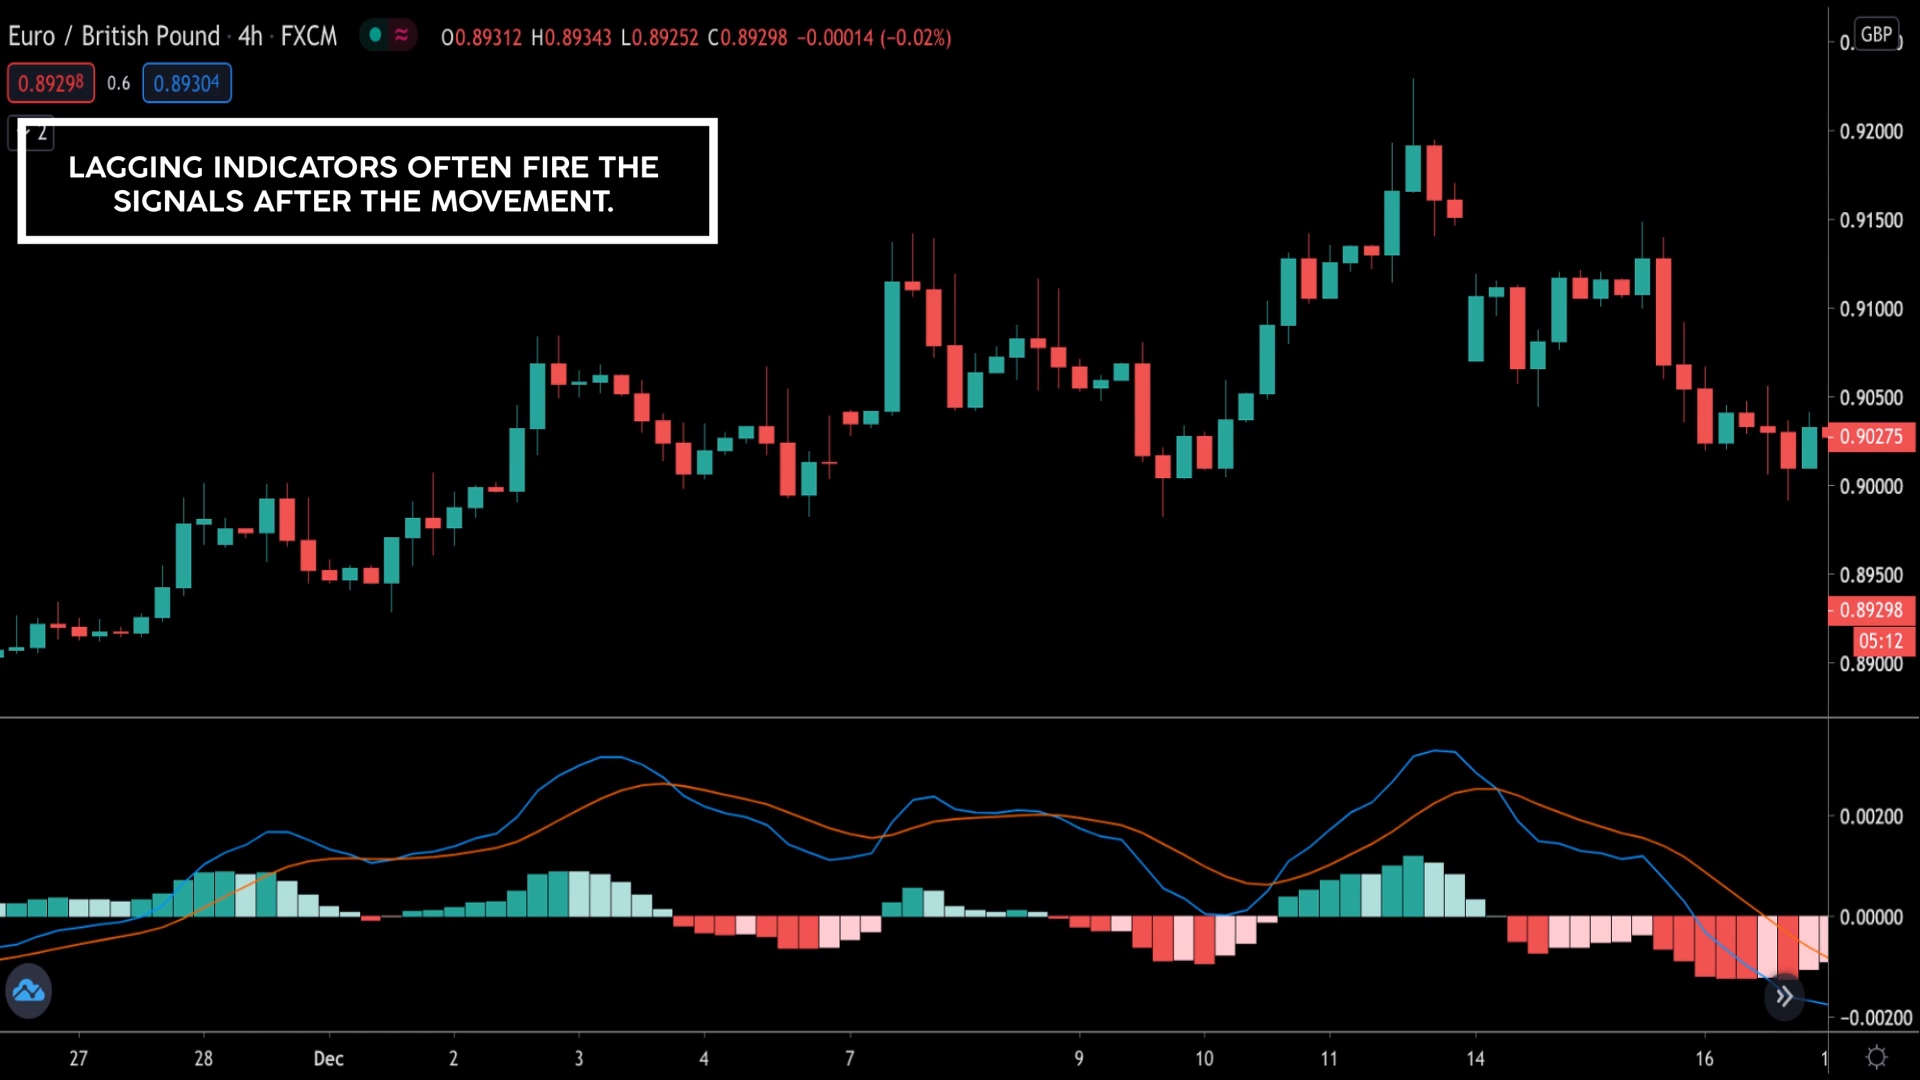 Euro / British Pound · 4h · FXCM
≈
O0.89312 H0.89343 L0.89252 C0.89298 −0.00014 (−0.02%)
GBP
0.89298 0.6 0.89304
2
LAGGING INDICATORS OFTEN FIRE THE
SIGNALS AFTER THE MOVEMENT.
0.92000
0.91500
0.91000
0.90500
0.90275
0.90000
0.89500
0.89298
05:12
0.89000
0.00200
0.00000
−0.00200
27 28 Dec 2 3 4 7 9 10 11 14 16